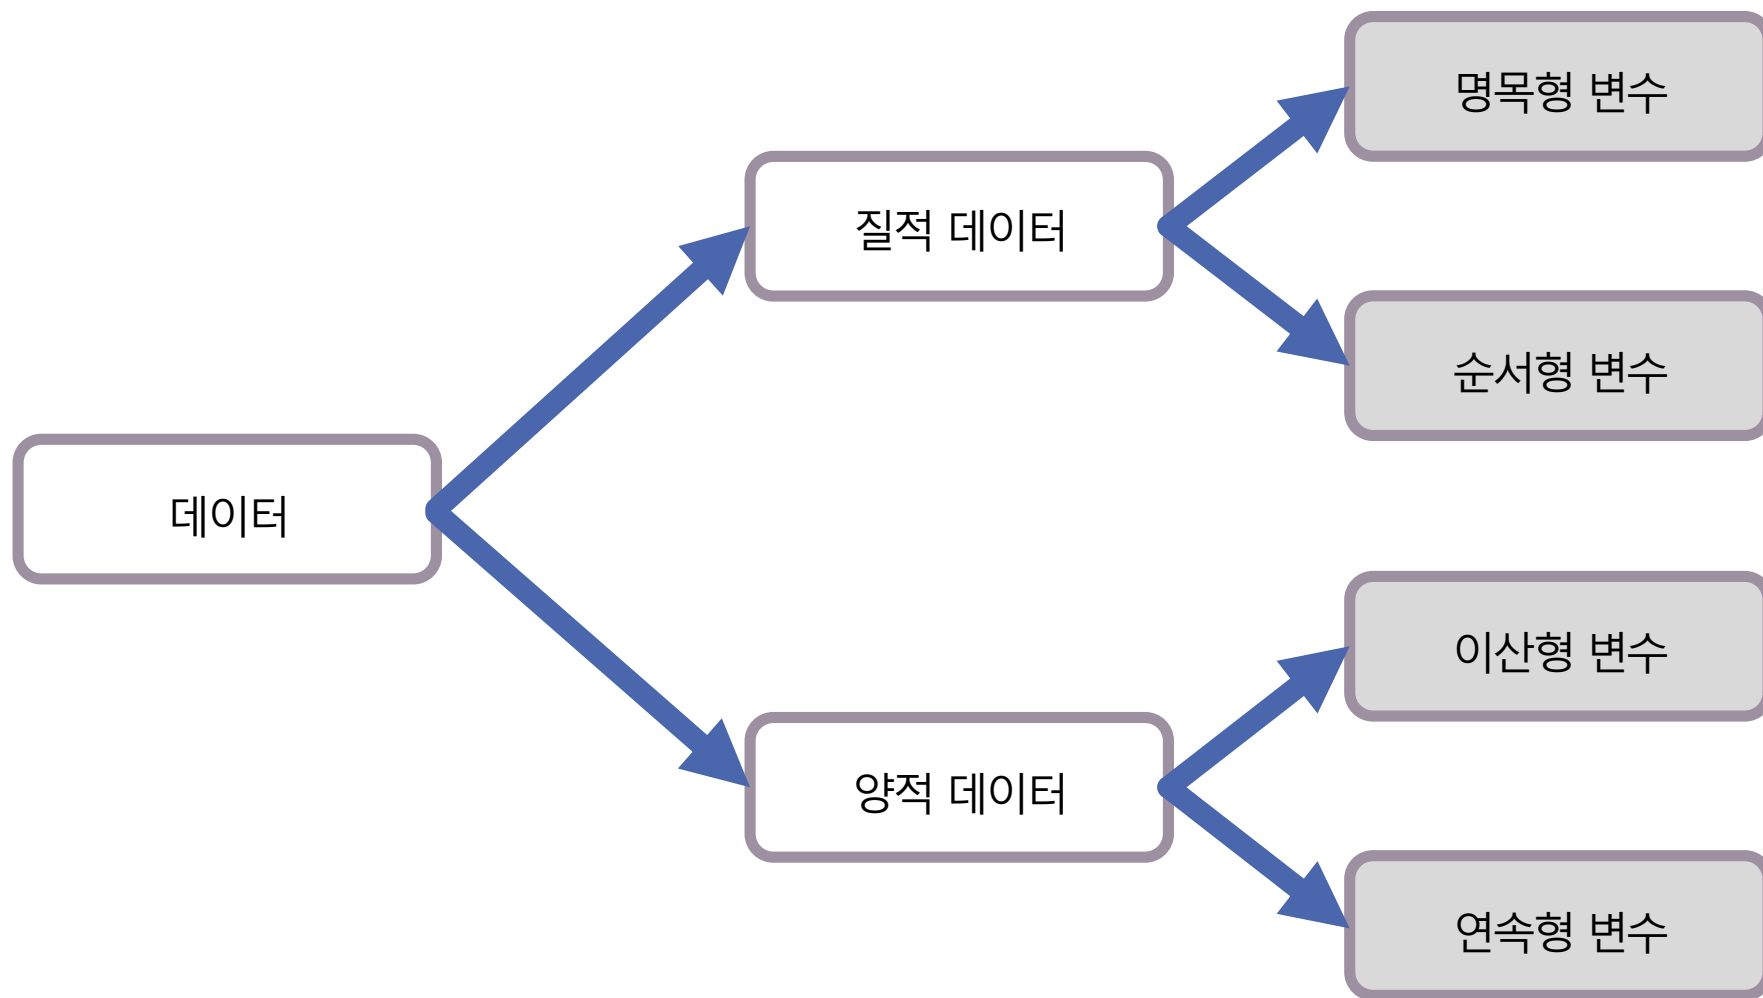 데이터
질적 데이터
명목형 변수
순서형 변수
양적 데이터
이산형 변수
연속형 변수